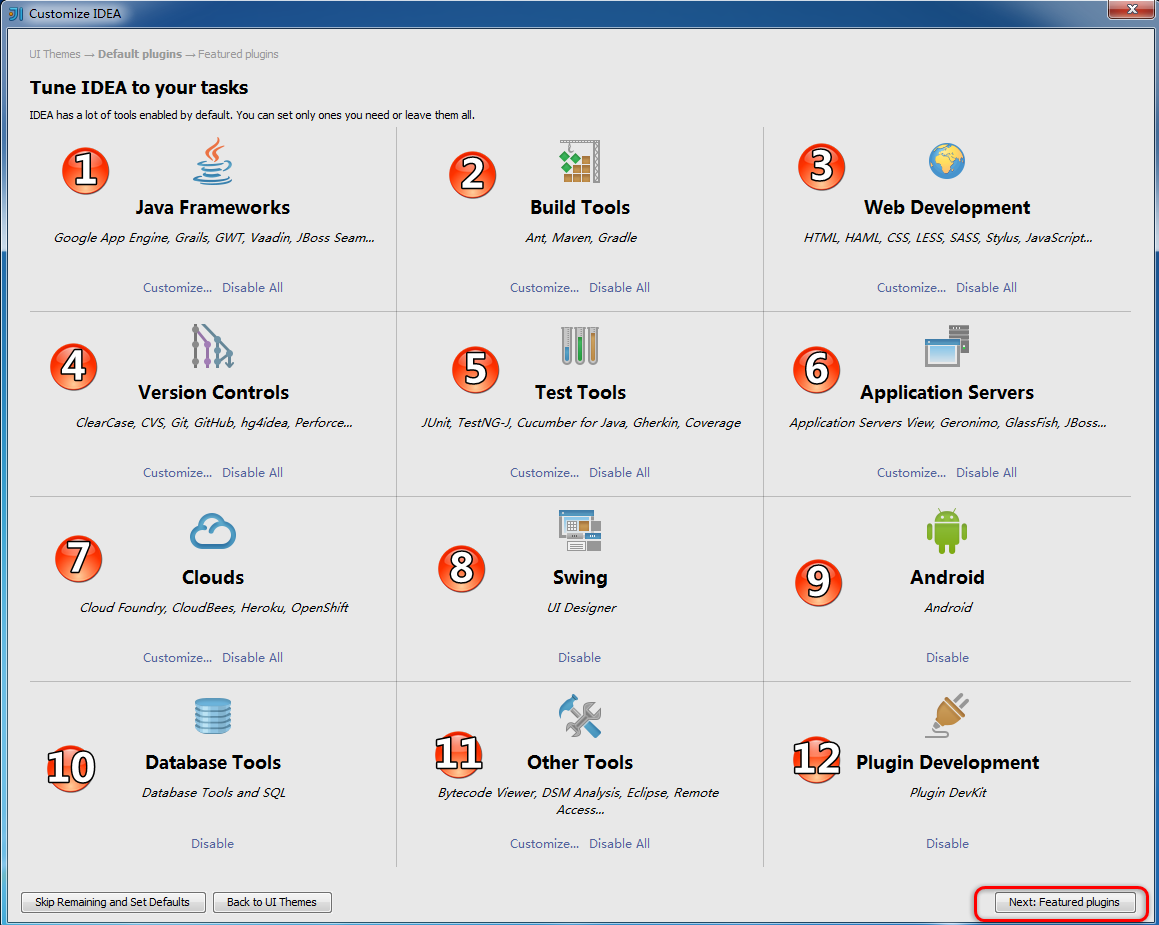 Customize IDEA
UI Themes → Default plugins → Featured plugins
Tune IDEA to your tasks
IDEA has a lot of tools enabled by default. You can set only ones you need or leave them all.
1
Java Frameworks
Google App Engine, Grails, GWT, Vaadin, JBoss Seam...
Customize... Disable All
2
Build Tools
Ant, Maven, Gradle
Customize... Disable All
3
Web Development
HTML, HAML, CSS, LESS, SASS, Stylus, JavaScript...
Customize... Disable All
4
Version Controls
ClearCase, CVS, Git, GitHub, hg4idea, Perforce...
Customize... Disable All
5
Test Tools
JUnit, TestNG-J, Cucumber for Java, Gherkin, Coverage
Customize... Disable All
6
Application Servers
Application Servers View, Geronimo, GlassFish, JBoss...
Customize... Disable All
7
Clouds
Cloud Foundry, CloudBees, Heroku, OpenShift
Customize... Disable All
8
Swing
UI Designer
Disable
9
Android
Android
Disable
10
Database Tools
Database Tools and SQL
Disable
11
Other Tools
Bytecode Viewer, DSM Analysis, Eclipse, Remote
Access...
Customize... Disable All
12
Plugin Development
Plugin DevKit
Disable
Skip Remaining and Set Defaults
Back to UI Themes
Next: Featured plugins